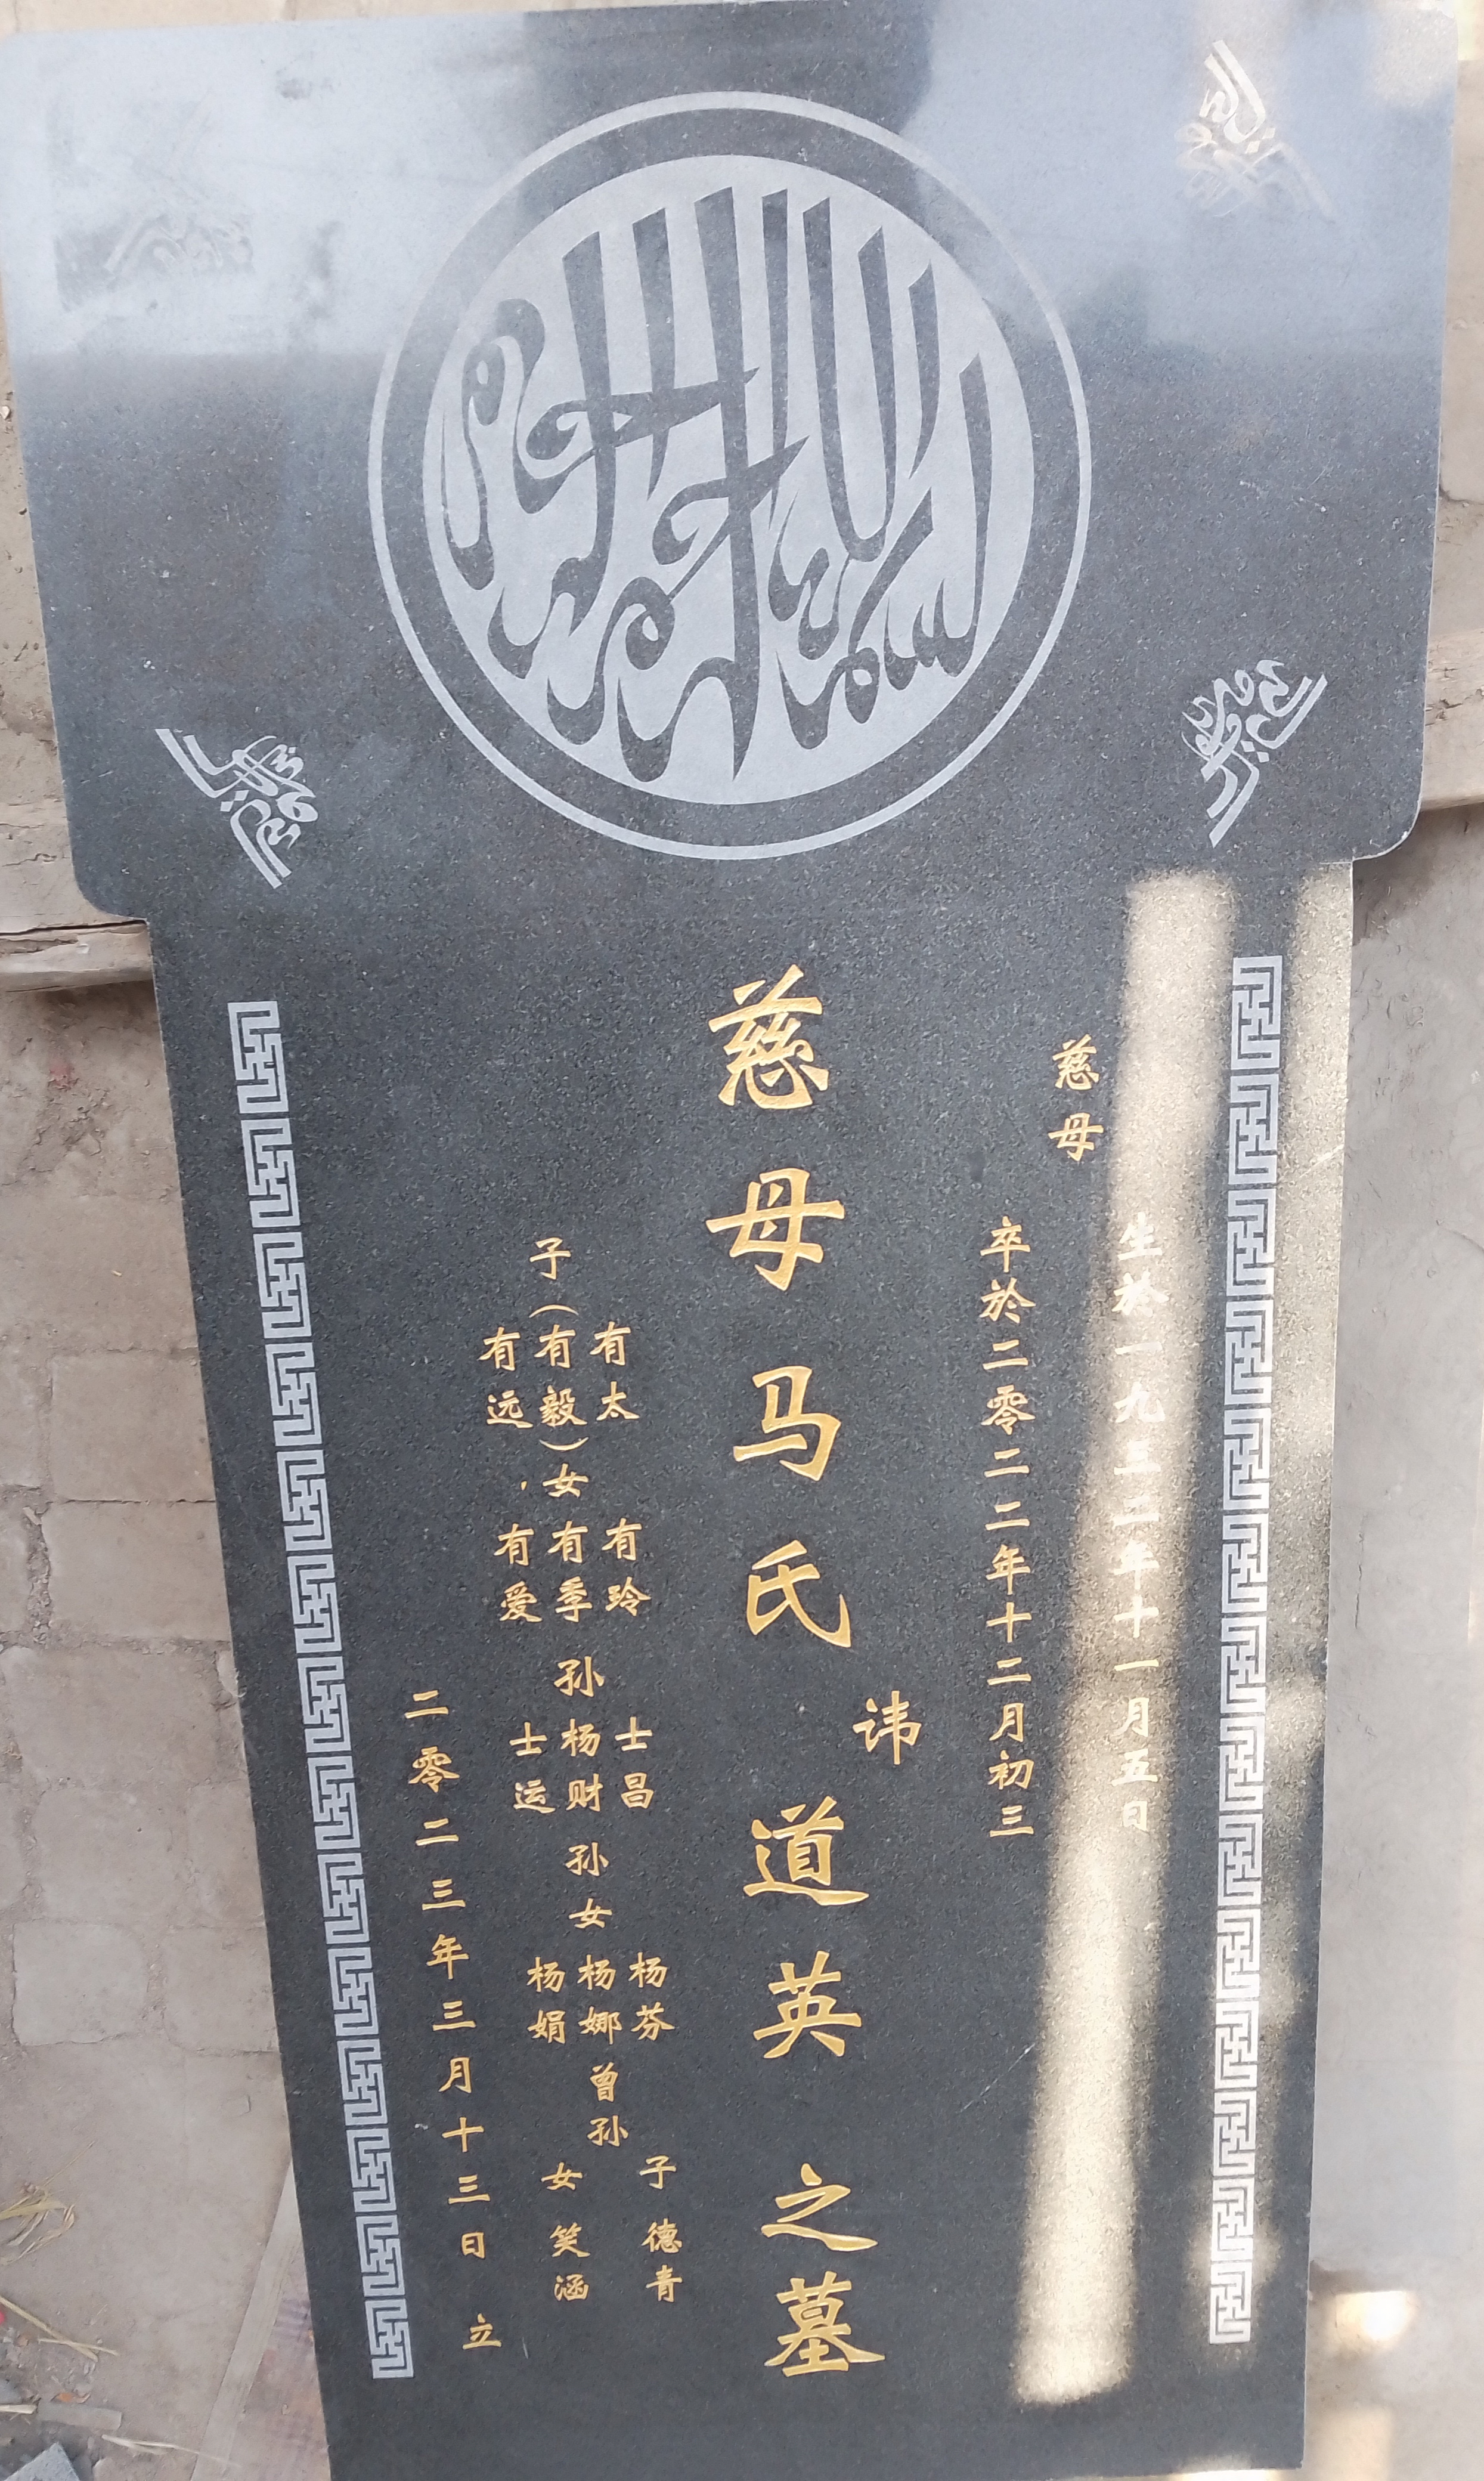 بسم الله الرحمن الرحيم
慈母
生於一九三二年十一月五日
卒於二零二二年十二月初三
慈母马氏讳道英之墓
子(有太 有毅 有远)女 有玲 有季 有爱 孙 士昌 杨财 士运 孙女 杨芬 杨娜 杨娟 曾孙 子德青 女笑涵
二零二三年三月十三日 立